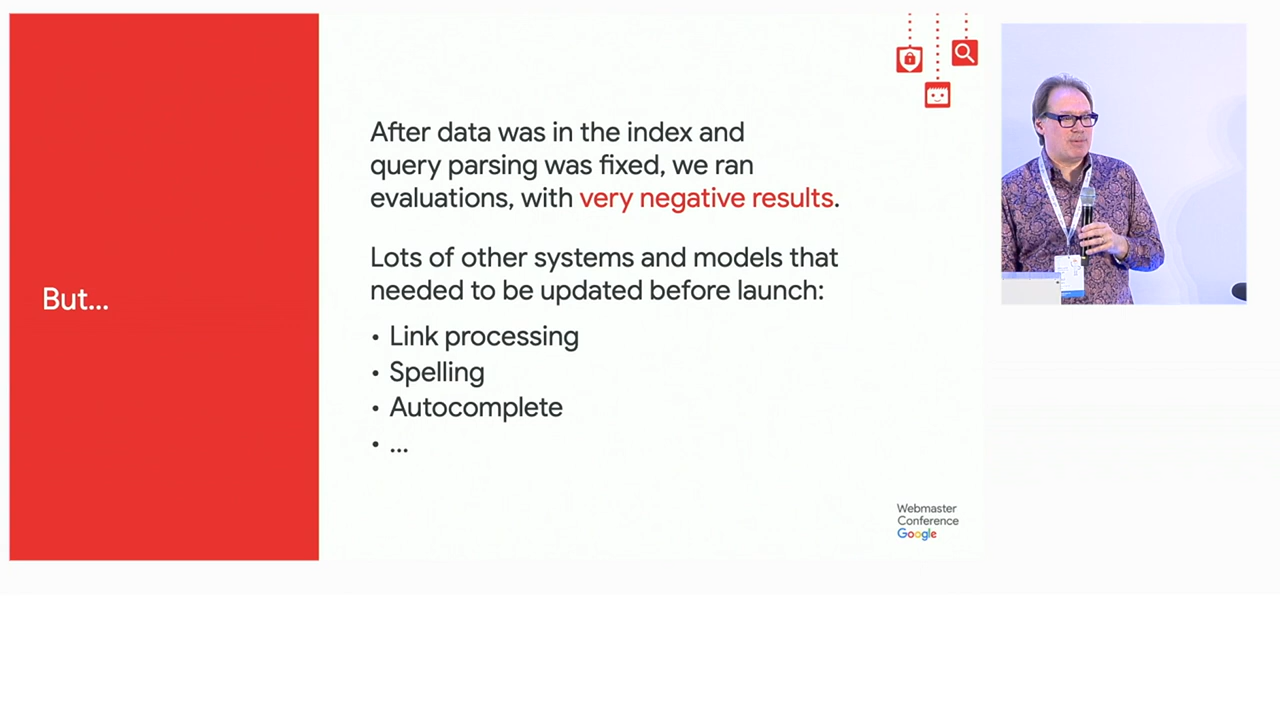 But...
After data was in the index and
query parsing was fixed, we ran
evaluations, with very negative results.
Lots of other systems and models that
needed to be updated before launch:
• Link processing
• Spelling
• Autocomplete
• ...
Webmaster
Conference
Google